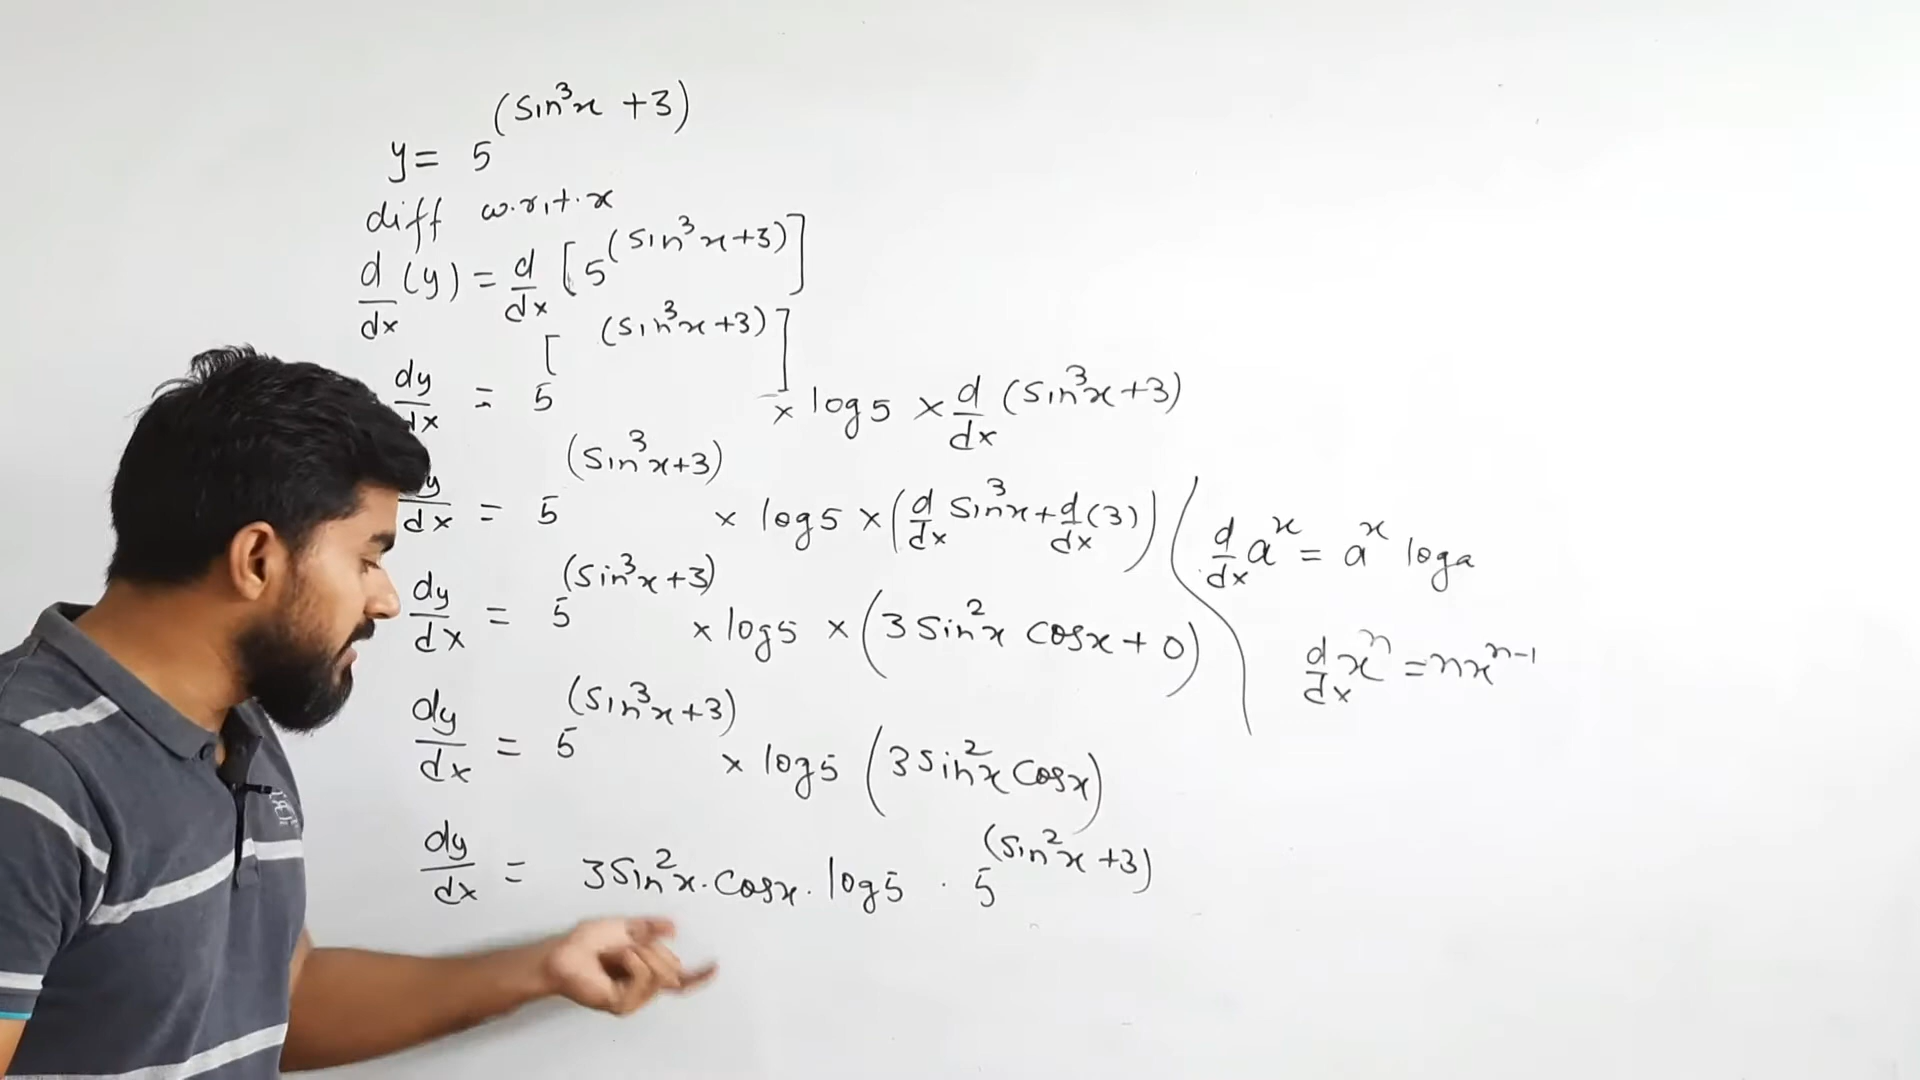 y = 5^(sin³x + 3)
diff w.r.t. x
d/dx (y) = d/dx [5^(sin³x+3)]
dy/dx = 5^[(sin³x+3)] × log5 × d/dx (sin³x+3)
dy/dx = 5^(sin³x+3) × log5 × (d/dx sin³x + d/dx (3))
d/dx a^x = a^x loga
dy/dx = 5^(sin³x+3) × log5 × (3 sin²x cosx + 0)
d/dx x^n = nx^(n-1)
dy/dx = 5^(sin³x+3) × log5 (3 sin²x cosx)
dy/dx = 3 sin²x · cosx · log5 · 5^(sin²x + 3)